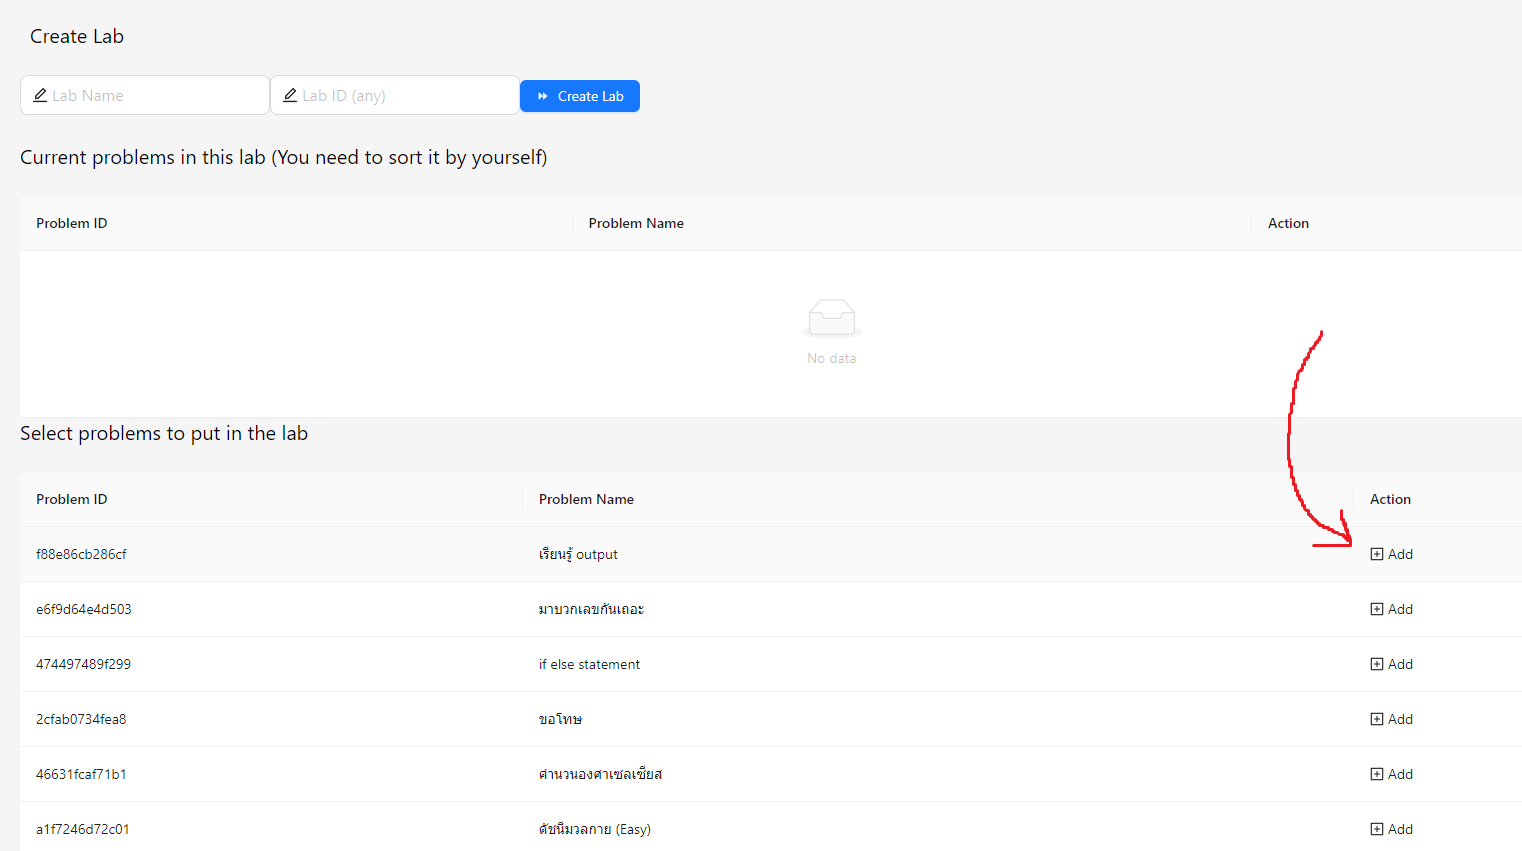 Create Lab
Lab Name Lab ID (any) Create Lab
Current problems in this lab (You need to sort it by yourself)
Problem ID Problem Name Action
No data
Select problems to put in the lab
Problem ID Problem Name Action
f88e86cb286cf เรียนรู้ output Add
e6f9d64e4d503 มาบวกเลขกันเถอะ Add
474497489f299 if else statement Add
2cfab0734fea8 ขอโทษ Add
46631fcaf71b1 คำนวนองศาเซลเซียส Add
a1f7246d72c01 ดัชนีมวลกาย (Easy) Add